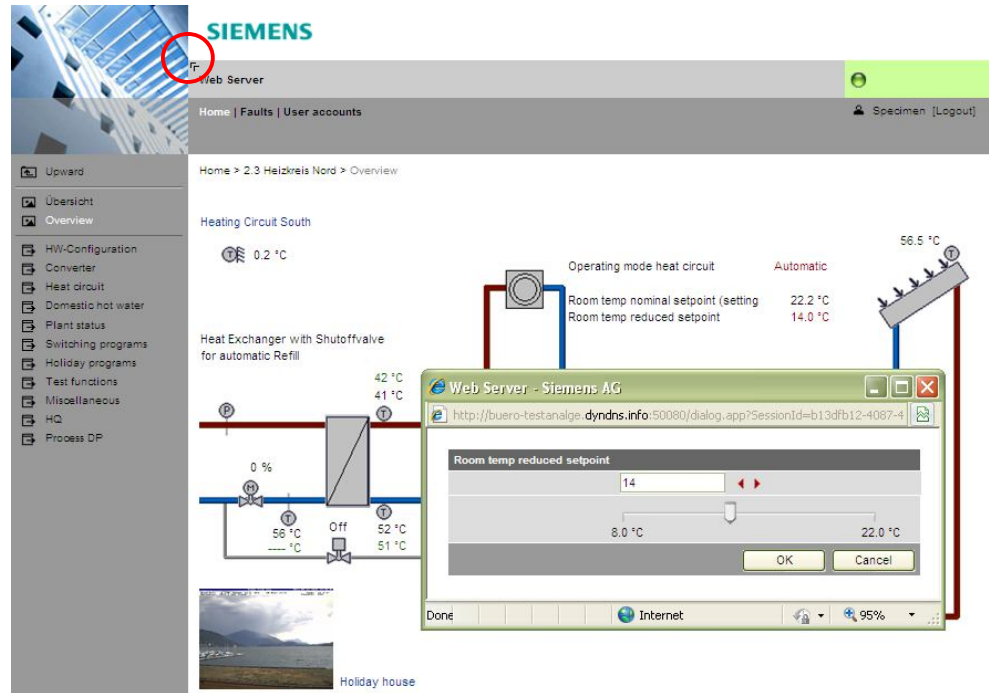 SIEMENS
Web Server
Home | Faults | User accounts
Specimen [Logout]
Upward
Übersicht
Overview
HW-Configuration
Converter
Heat circuit
Domestic hot water
Plant status
Switching programs
Holiday programs
Test functions
Miscellaneous
HQ
Process DP
Home > 2.3 Heizkreis Nord > Overview
Heating Circuit South
T 0.2 °C
56.5 °C
T
Operating mode heat circuit Automatic
Room temp nominal setpoint (setting 22.2 °C
Room temp reduced setpoint 14.0 °C
Heat Exchanger with Shutoffvalve
for automatic Refill
42 °C
41 °C
P
T
0 %
M
T
T
56 °C
Off
52 °C
---- °C
51 °C
Holiday house
Web Server - Siemens AG
http://buero-testanalge.dyndns.info:50080/dialog.app?SessionId=b13dfb12-4087-4
Room temp reduced setpoint
14
8.0 °C 22.0 °C
OK Cancel
Done Internet 95%